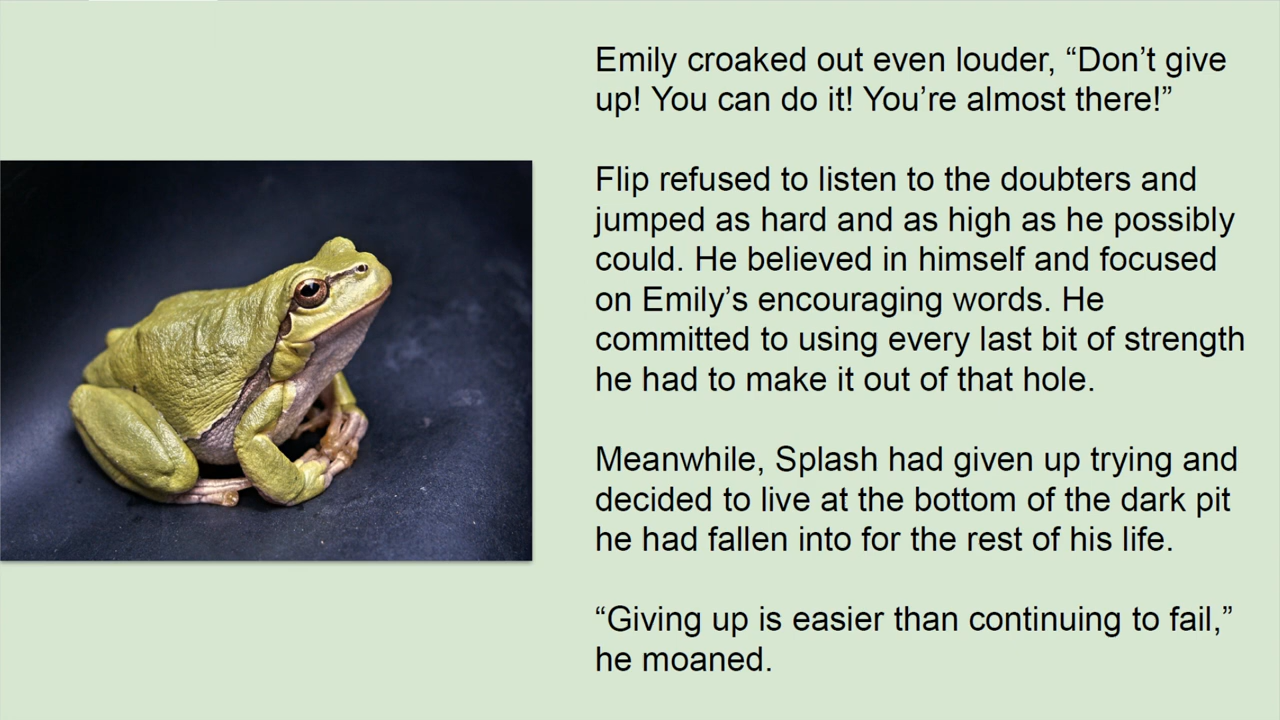 Emily croaked out even louder, “Don’t give
up! You can do it! You’re almost there!”
Flip refused to listen to the doubters and
jumped as hard and as high as he possibly
could. He believed in himself and focused
on Emily’s encouraging words. He
committed to using every last bit of strength
he had to make it out of that hole.
Meanwhile, Splash had given up trying and
decided to live at the bottom of the dark pit
he had fallen into for the rest of his life.
“Giving up is easier than continuing to fail,”
he moaned.